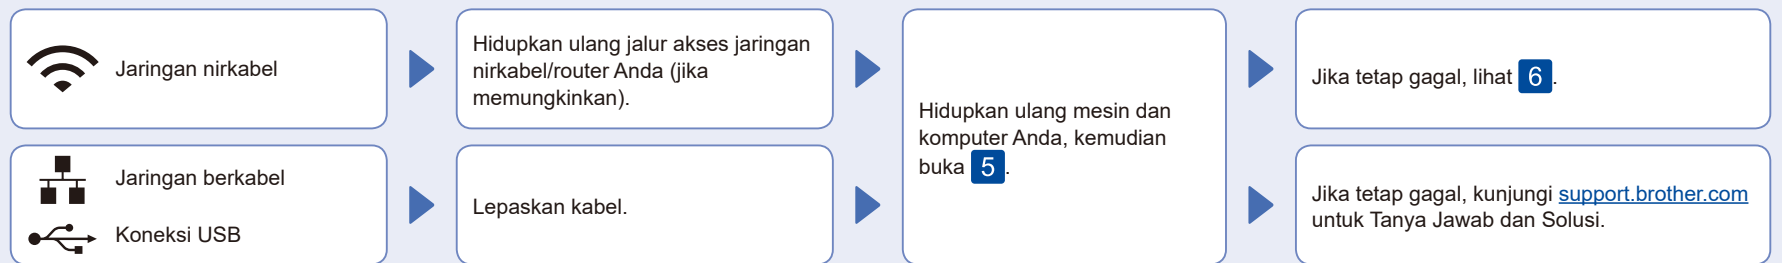 Jaringan nirkabel
Hidupkan ulang jalur akses jaringan
nirkabel/router Anda (jika
memungkinkan).
Jaringan berkabel
Koneksi USB
Lepaskan kabel.
Hidupkan ulang mesin dan
komputer Anda, kemudian
buka 5.
Jika tetap gagal, lihat 6.
Jika tetap gagal, kunjungi support.brother.com
untuk Tanya Jawab dan Solusi.